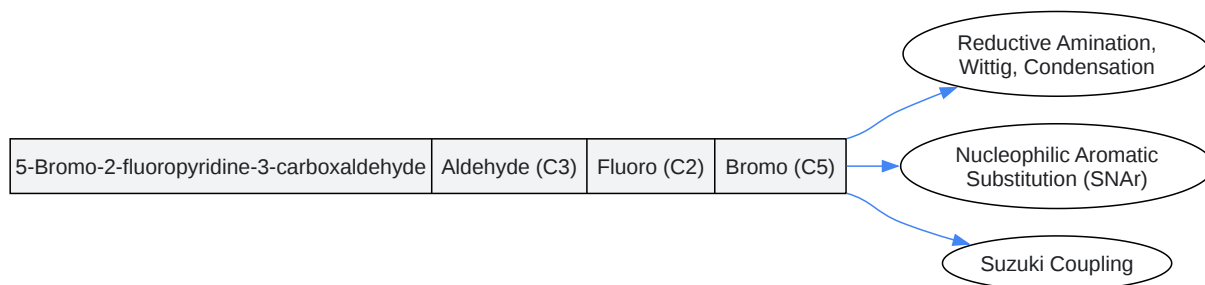 5-Bromo-2-fluoropyridine-3-carboxaldehyde
Aldehyde (C3)
Fluoro (C2)
Bromo (C5)
Reductive Amination,
Wittig, Condensation
Nucleophilic Aromatic
Substitution (SNAr)
Suzuki Coupling